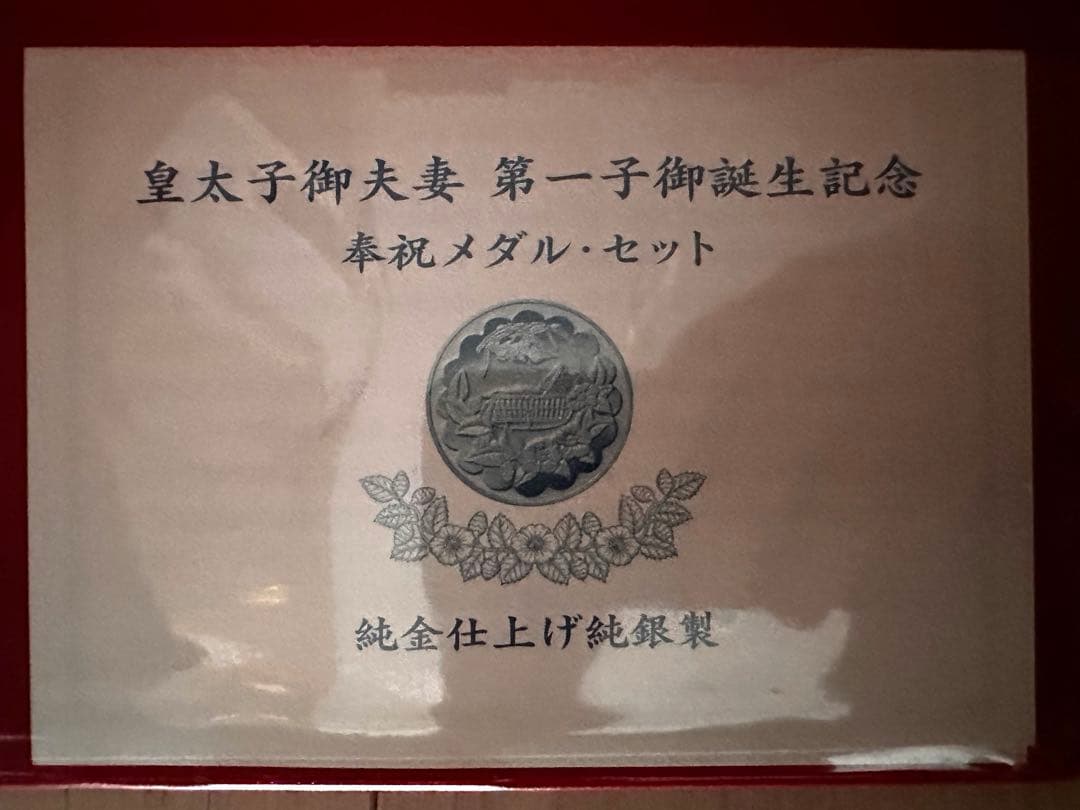 皇太子御夫妻 第一子御誕生記念
奉祝メダル・セット
純金仕上げ純銀製